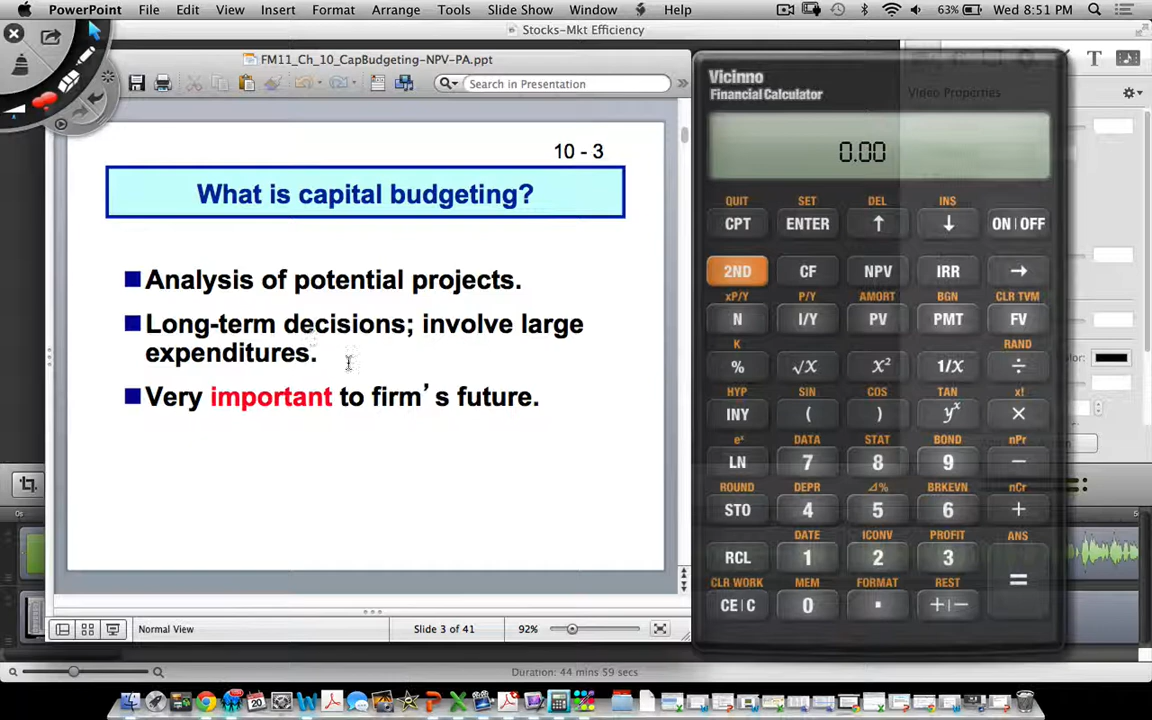 PowerPoint File Edit View Insert Format Arrange Tools Slide Show Window Help 63% Wed 8:51 PM
Stocks-Mkt Efficiency
FM11_Ch_10_CapBudgeting-NPV-PA.ppt
Search in Presentation
10 - 3
What is capital budgeting?
Analysis of potential projects.
Long-term decisions; involve large
expenditures.
Very important to firm's future.
Normal View Slide 3 of 41 92%
Duration: 44 mins 59 secs
Vicinno
Financial Calculator
Video Properties
0.00
QUIT SET DEL INS
CPT ENTER ↑ ↓ ON|OFF
2ND CF NPV IRR →
xP/Y P/Y AMORT BGN CLR TVM
N I/Y PV PMT FV
K RAND
% √X X² 1/X ÷
HYP SIN COS TAN x!
INY ( ) yˣ ×
eˣ DATA STAT BOND nPr
LN 7 8 9 −
ROUND DEPR ⊿% BRKEVN nCr
STO 4 5 6 +
DATE ICONV PROFIT ANS
RCL 1 2 3 =
CLR WORK MEM FORMAT REST
CE|C 0 . +|−